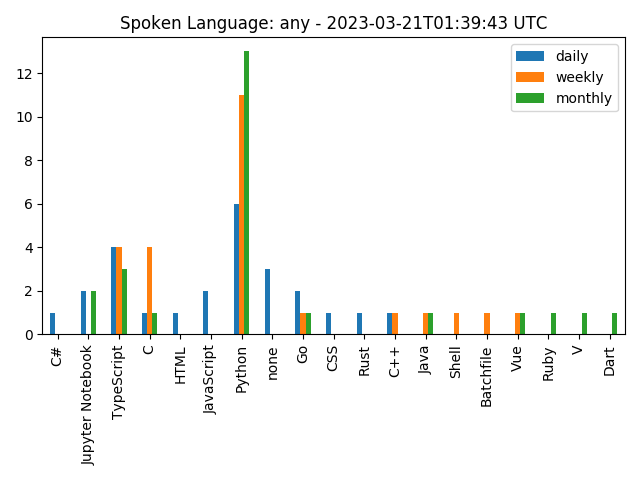 Spoken Language: any - 2023-03-21T01:39:43 UTC
daily
weekly
monthly
12
10
8
6
4
2
0
C#
Jupyter Notebook
TypeScript
C
HTML
JavaScript
Python
none
Go
CSS
Rust
C++
Java
Shell
Batchfile
Vue
Ruby
V
Dart